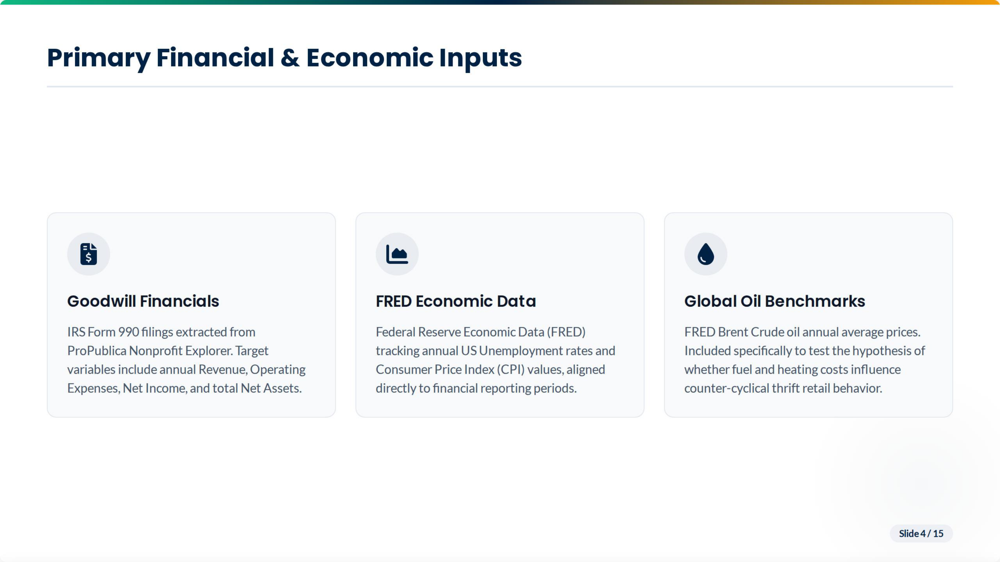 Primary Financial & Economic Inputs
Goodwill Financials
IRS Form 990 filings extracted from
ProPublica Nonprofit Explorer. Target
variables include annual Revenue, Operating
Expenses, Net Income, and total Net Assets.
FRED Economic Data
Federal Reserve Economic Data (FRED)
tracking annual US Unemployment rates and
Consumer Price Index (CPI) values, aligned
directly to financial reporting periods.
Global Oil Benchmarks
FRED Brent Crude oil annual average prices.
Included specifically to test the hypothesis of
whether fuel and heating costs influence
counter-cyclical thrift retail behavior.
Slide 4 / 15